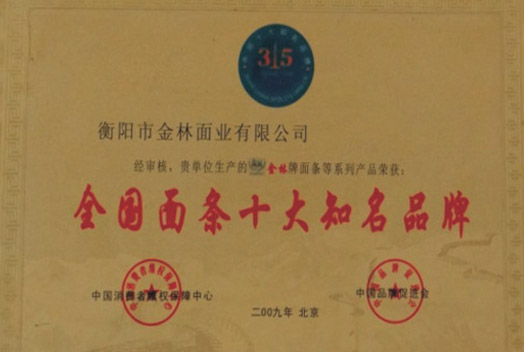 315
衡阳市金林面业有限公司
经审核,贵单位生产的金林牌面条等系列产品荣获:
全国面条十大知名品牌
中国消费者维权保障中心
中国品牌促进会
二00九年 北京